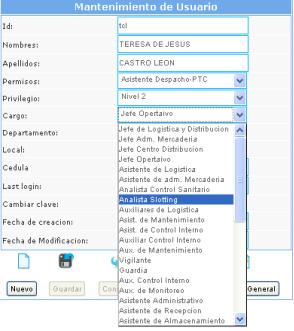 Mantenimiento de Usuario
Id: tcl
Nombres: TERESA DE JESUS
Apellidos: CASTRO LEON
Permisos: Asistente Despacho-PTC
Privilegio: Nivel 2
Cargo: Jefe Opertaivo
Departamento:
Local:
Cedula
Last login:
Cambiar clave:
Fecha de creacion:
Fecha de Modificacion:
Jefe de Logistica y Distribucion
Jefe Adm. Mercaderia
Jefe Centro Distribucion
Jefe Opertaivo
Asistente de Logistica
Asistente de adm. Mercaderia
Analista Control Sanitario
Analista Slotting
Auxiliares de Logistica
Asist. de Mantenimiento
Asist. de Control Interno
Auxiliar Control Interno
Aux. de Mantenimiento
Vigilante
Guardia
Aux. Control Interno
Aux. de Monitoreo
Asistente Administrativo
Asistente de Recepcion
Asistente de Almacenamiento
Nuevo
Guardar
Con
General